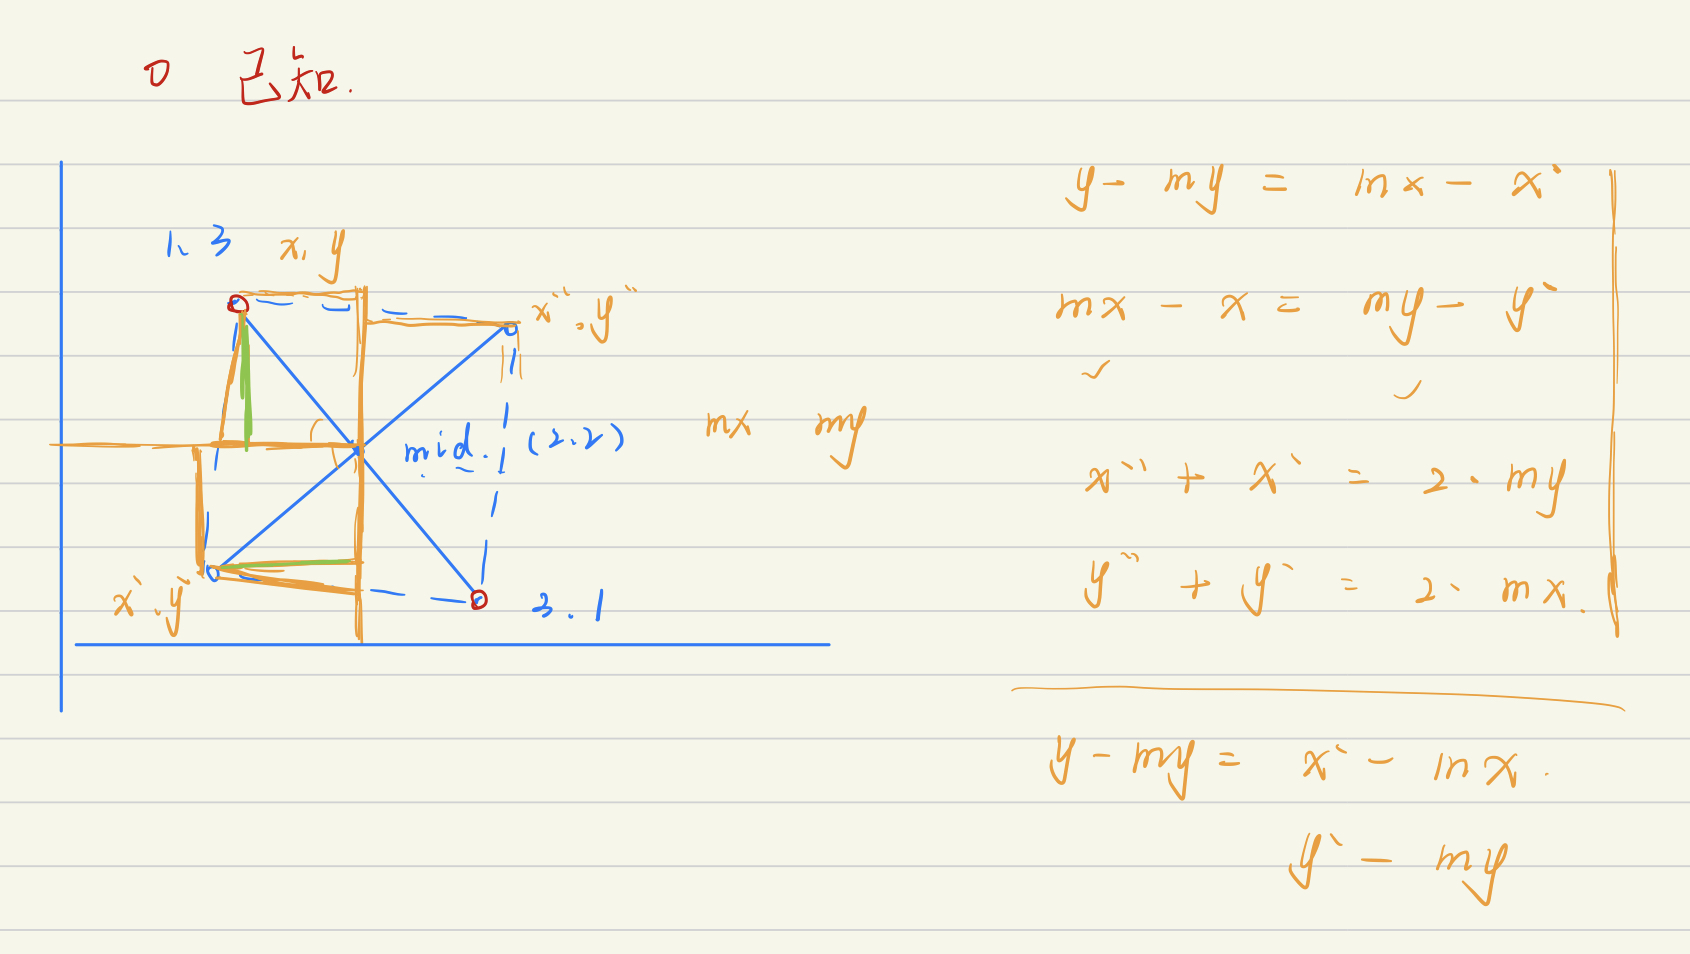 0 已知.
1、3 x, y
x``.y``
mid. (2.2)
mx my
x`.y`
3.1
y - my = mx - x`
mx - x = my - y`
x`` + x` = 2 · my
y`` + y` = 2 · mx.
y - my = x` - mx.
y` - my